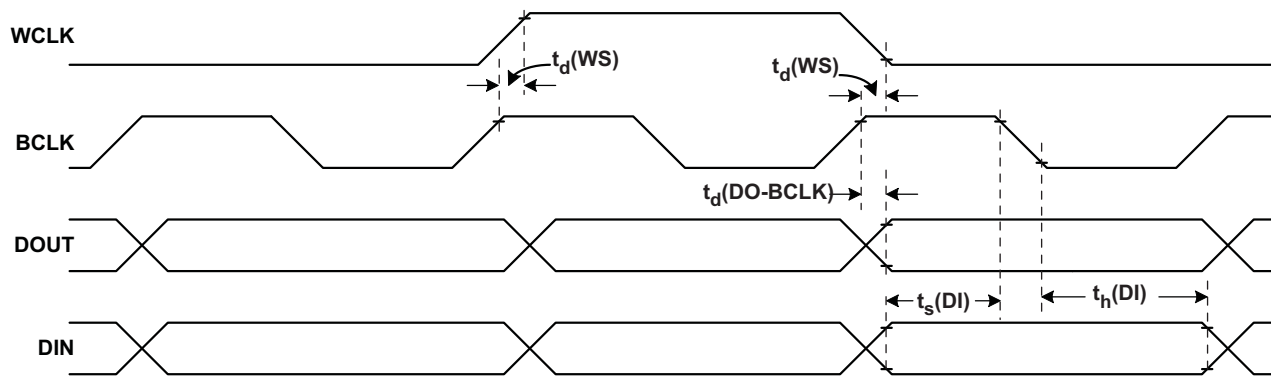 WCLK
t_d(WS)
t_d(WS)
BCLK
t_d(DO-BCLK)
DOUT
t_s(DI)
t_h(DI)
DIN